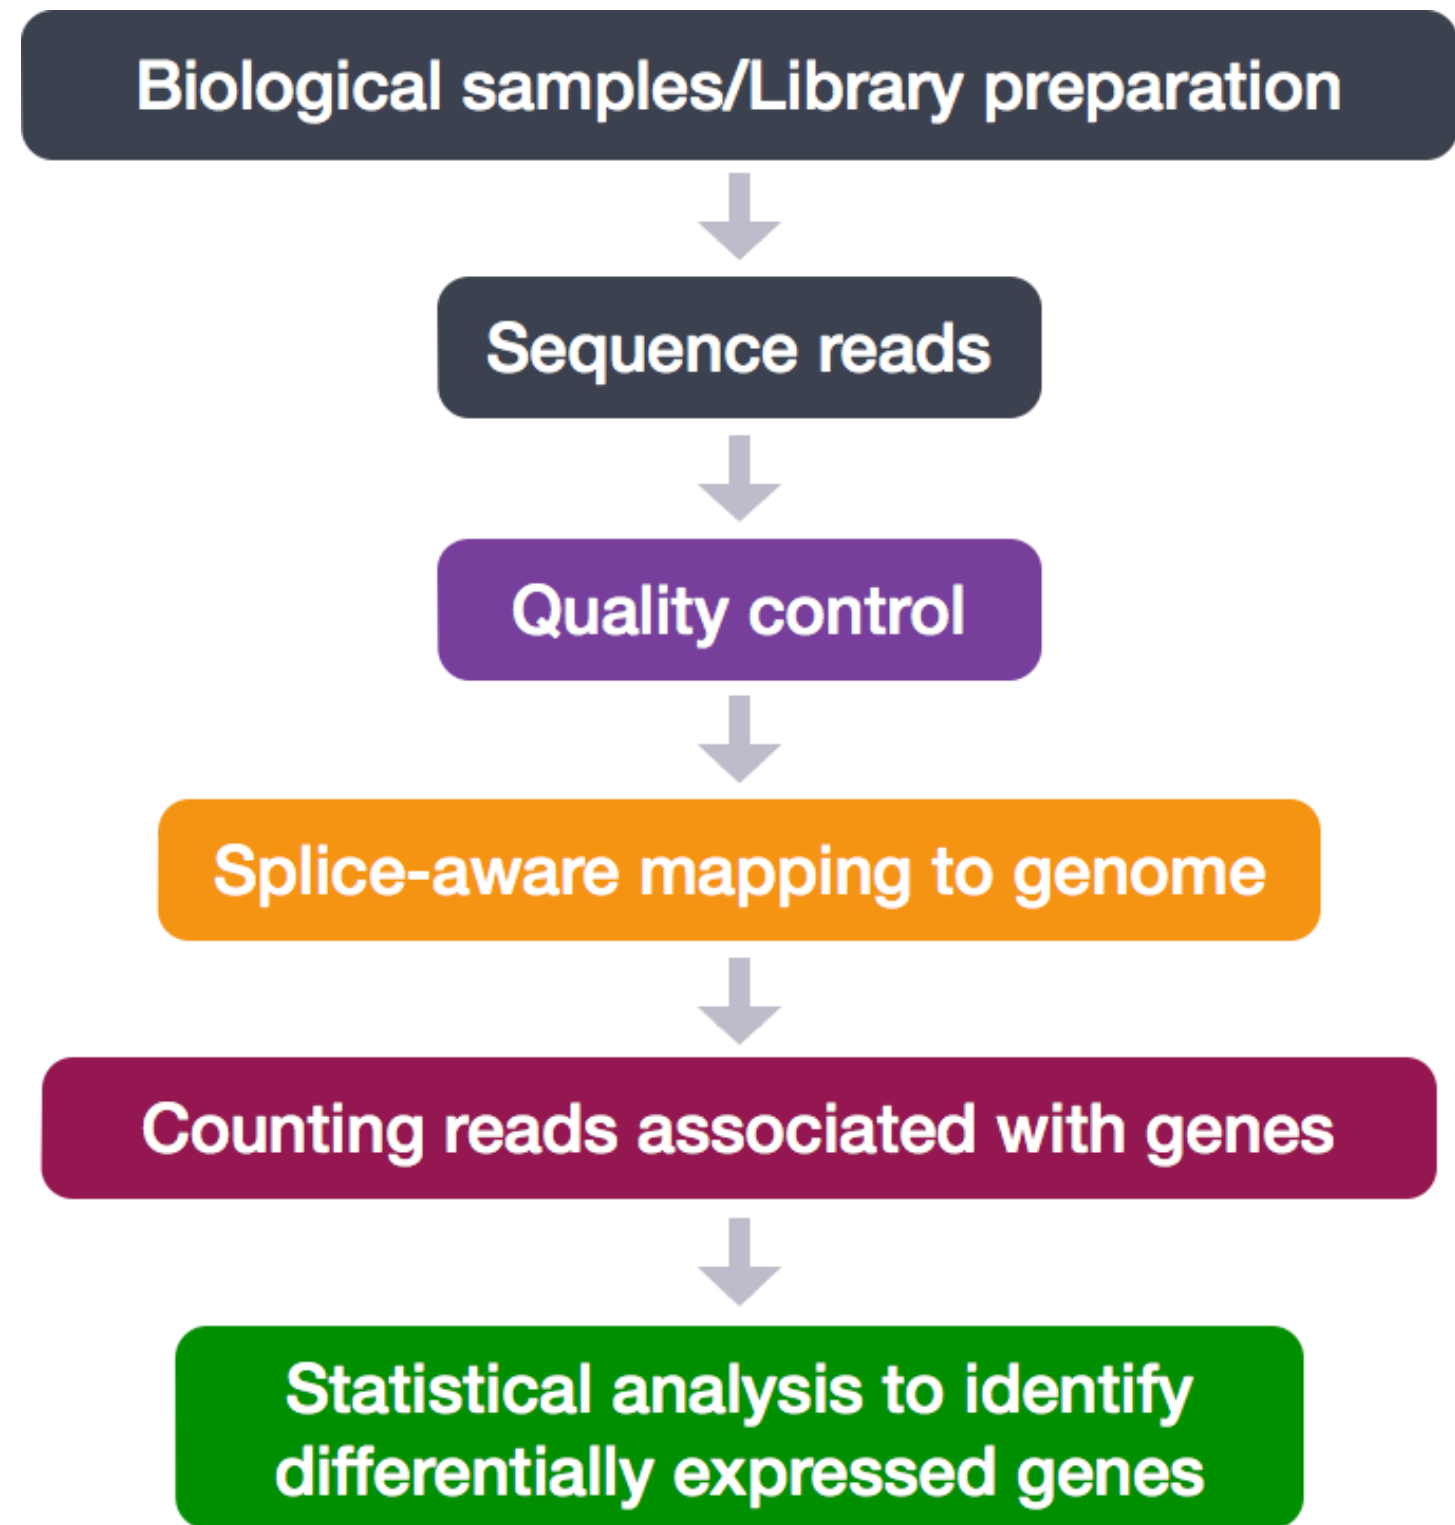 Biological samples/Library preparation
Sequence reads
Quality control
Splice-aware mapping to genome
Counting reads associated with genes
Statistical analysis to identify
differentially expressed genes